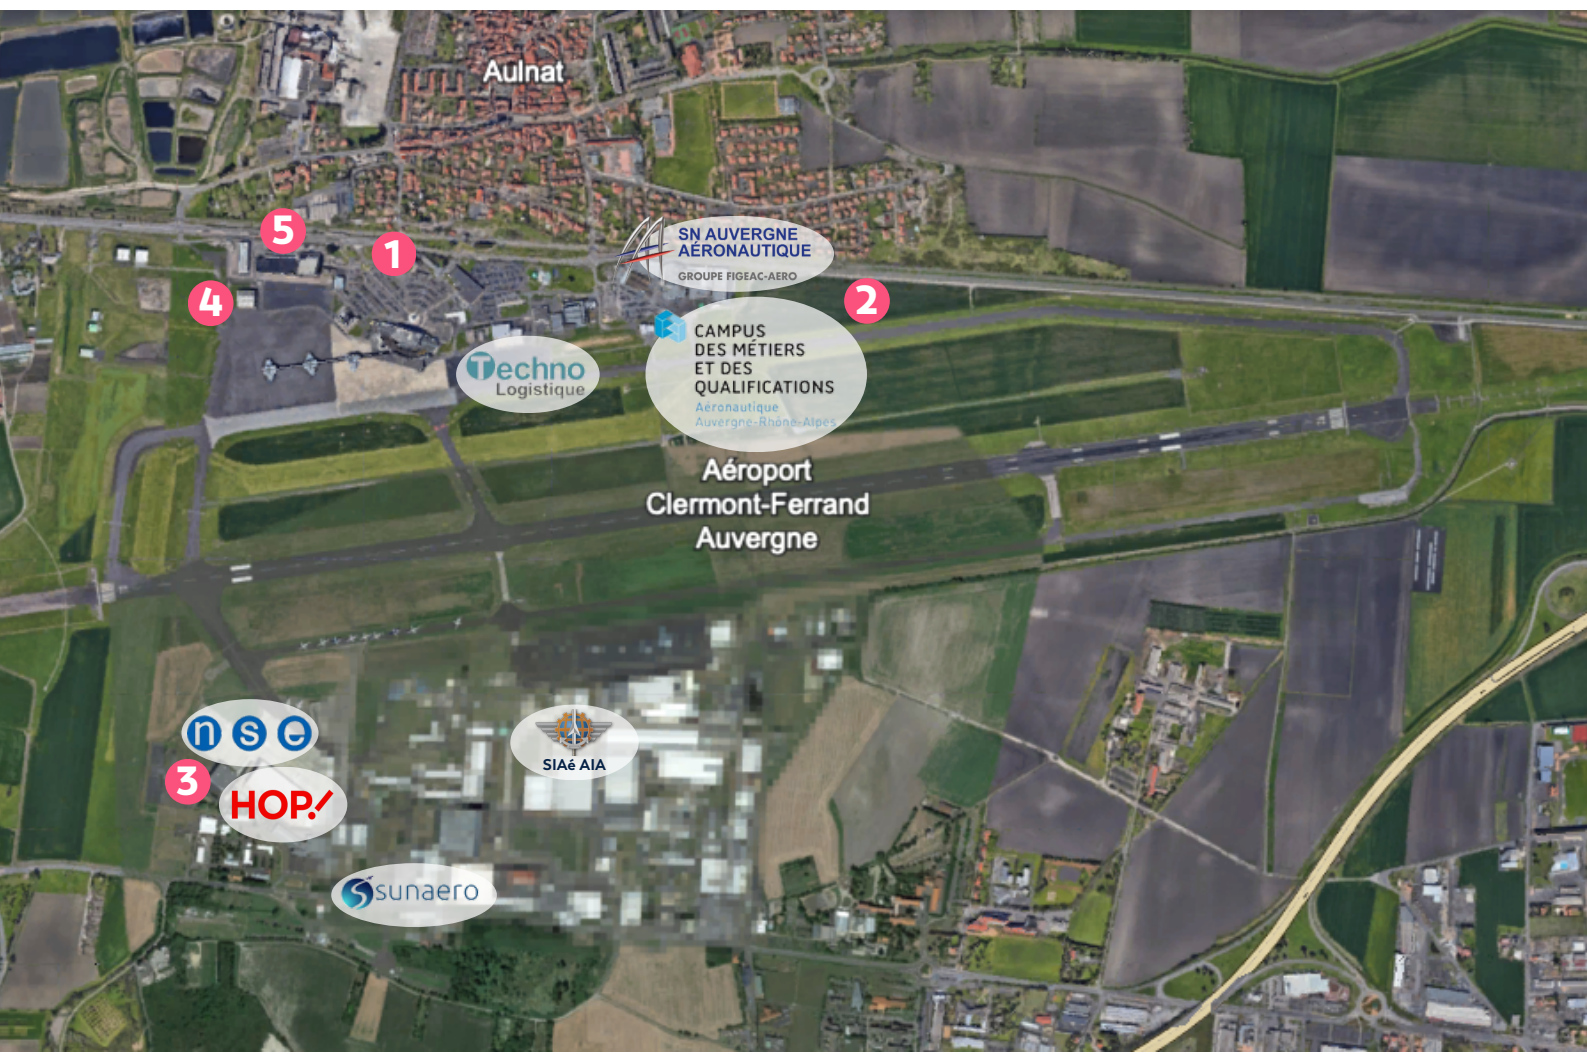 Aulnat
5
1
SN AUVERGNE
AÉRONAUTIQUE
GROUPE FIGEAC-AERO
4
2
CAMPUS
DES MÉTIERS
ET DES
QUALIFICATIONS
Aéronautique
Auvergne-Rhône-Alpes
Techno
Logistique
Aéroport
Clermont-Ferrand
Auvergne
nse
3
HOP!
SIAé AIA
sunaero